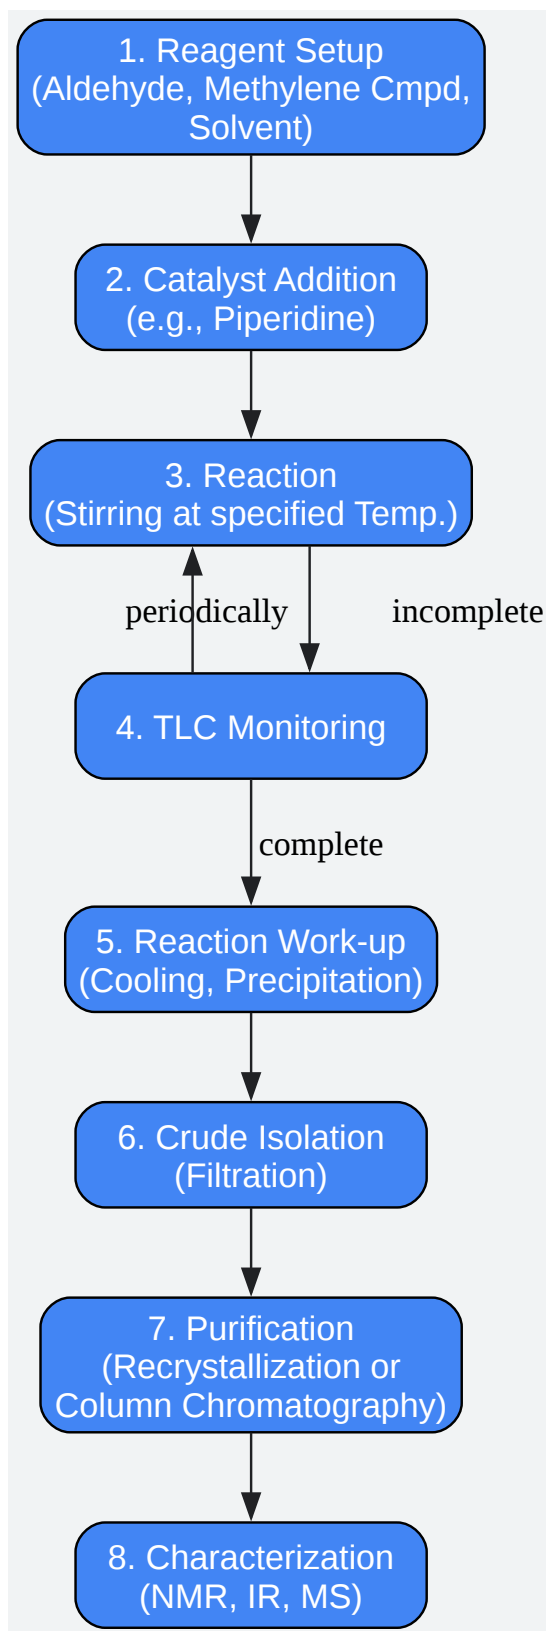 1. Reagent Setup
(Aldehyde, Methylene Cmpd,
Solvent)
2. Catalyst Addition
(e.g., Piperidine)
3. Reaction
(Stirring at specified Temp.)
periodically
incomplete
4. TLC Monitoring
complete
5. Reaction Work-up
(Cooling, Precipitation)
6. Crude Isolation
(Filtration)
7. Purification
(Recrystallization or
Column Chromatography)
8. Characterization
(NMR, IR, MS)